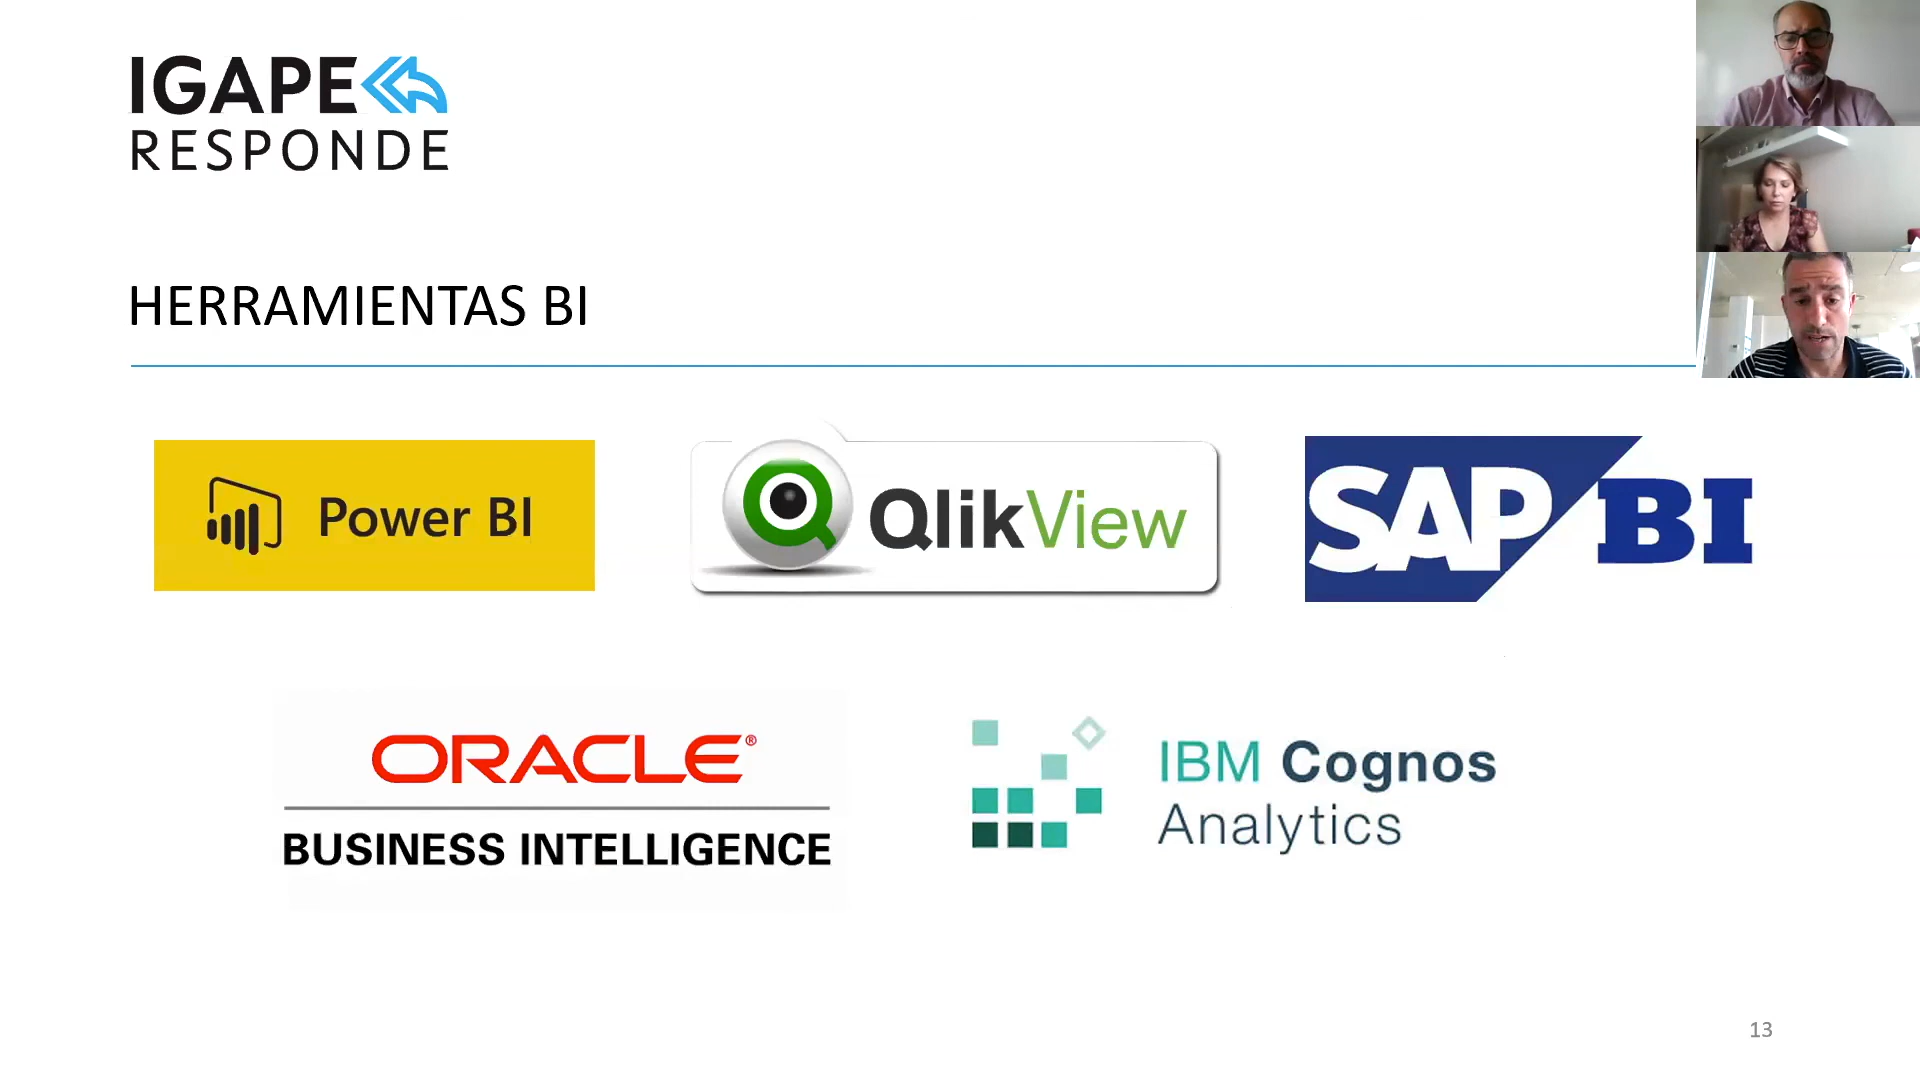 IGAPE
RESPONDE
HERRAMIENTAS BI
Power BI
QlikView
SAP BI
ORACLE®
BUSINESS INTELLIGENCE
IBM Cognos
Analytics
13